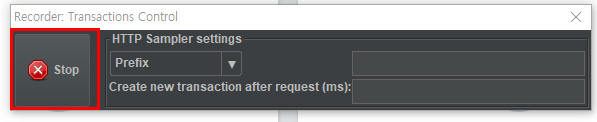 Recorder: Transactions Control
Stop
HTTP Sampler settings
Prefix
Create new transaction after request (ms):